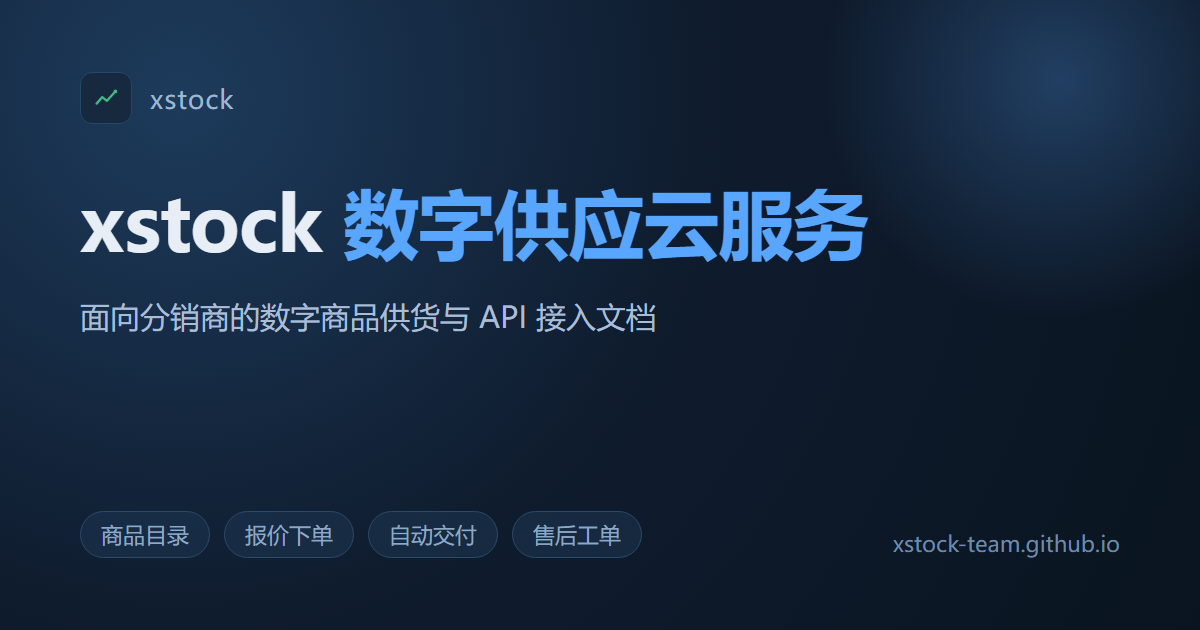 xstock
xstock 数字供应云服务
面向分销商的数字商品供货与 API 接入文档
商品目录 报价下单 自动交付 售后工单
xstock-team.github.io